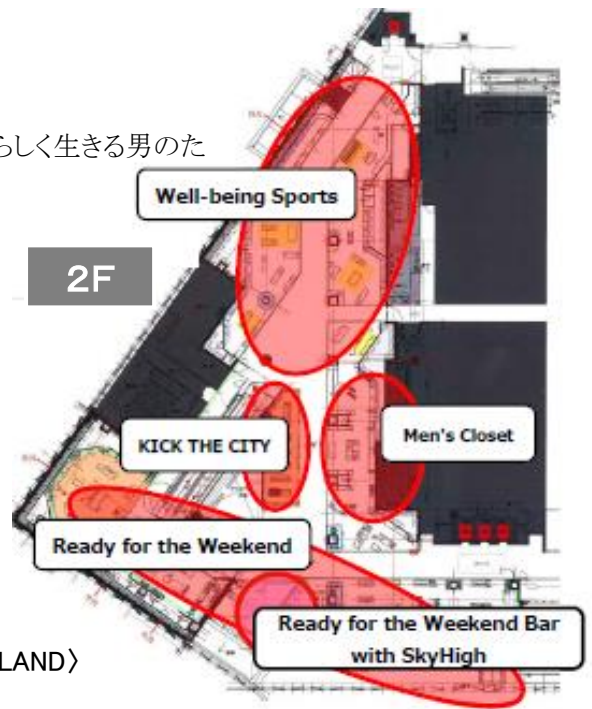 らしく生きる男のた
Well-being Sports
2F
KICK THE CITY
Men's Closet
Ready for the Weekend
Ready for the Weekend Bar
with SkyHigh
LAND〉